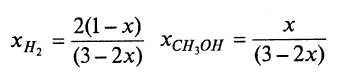 x_{H_2} = \frac{2(1-x)}{(3-2x)}   x_{CH_3OH} = \frac{x}{(3-2x)}